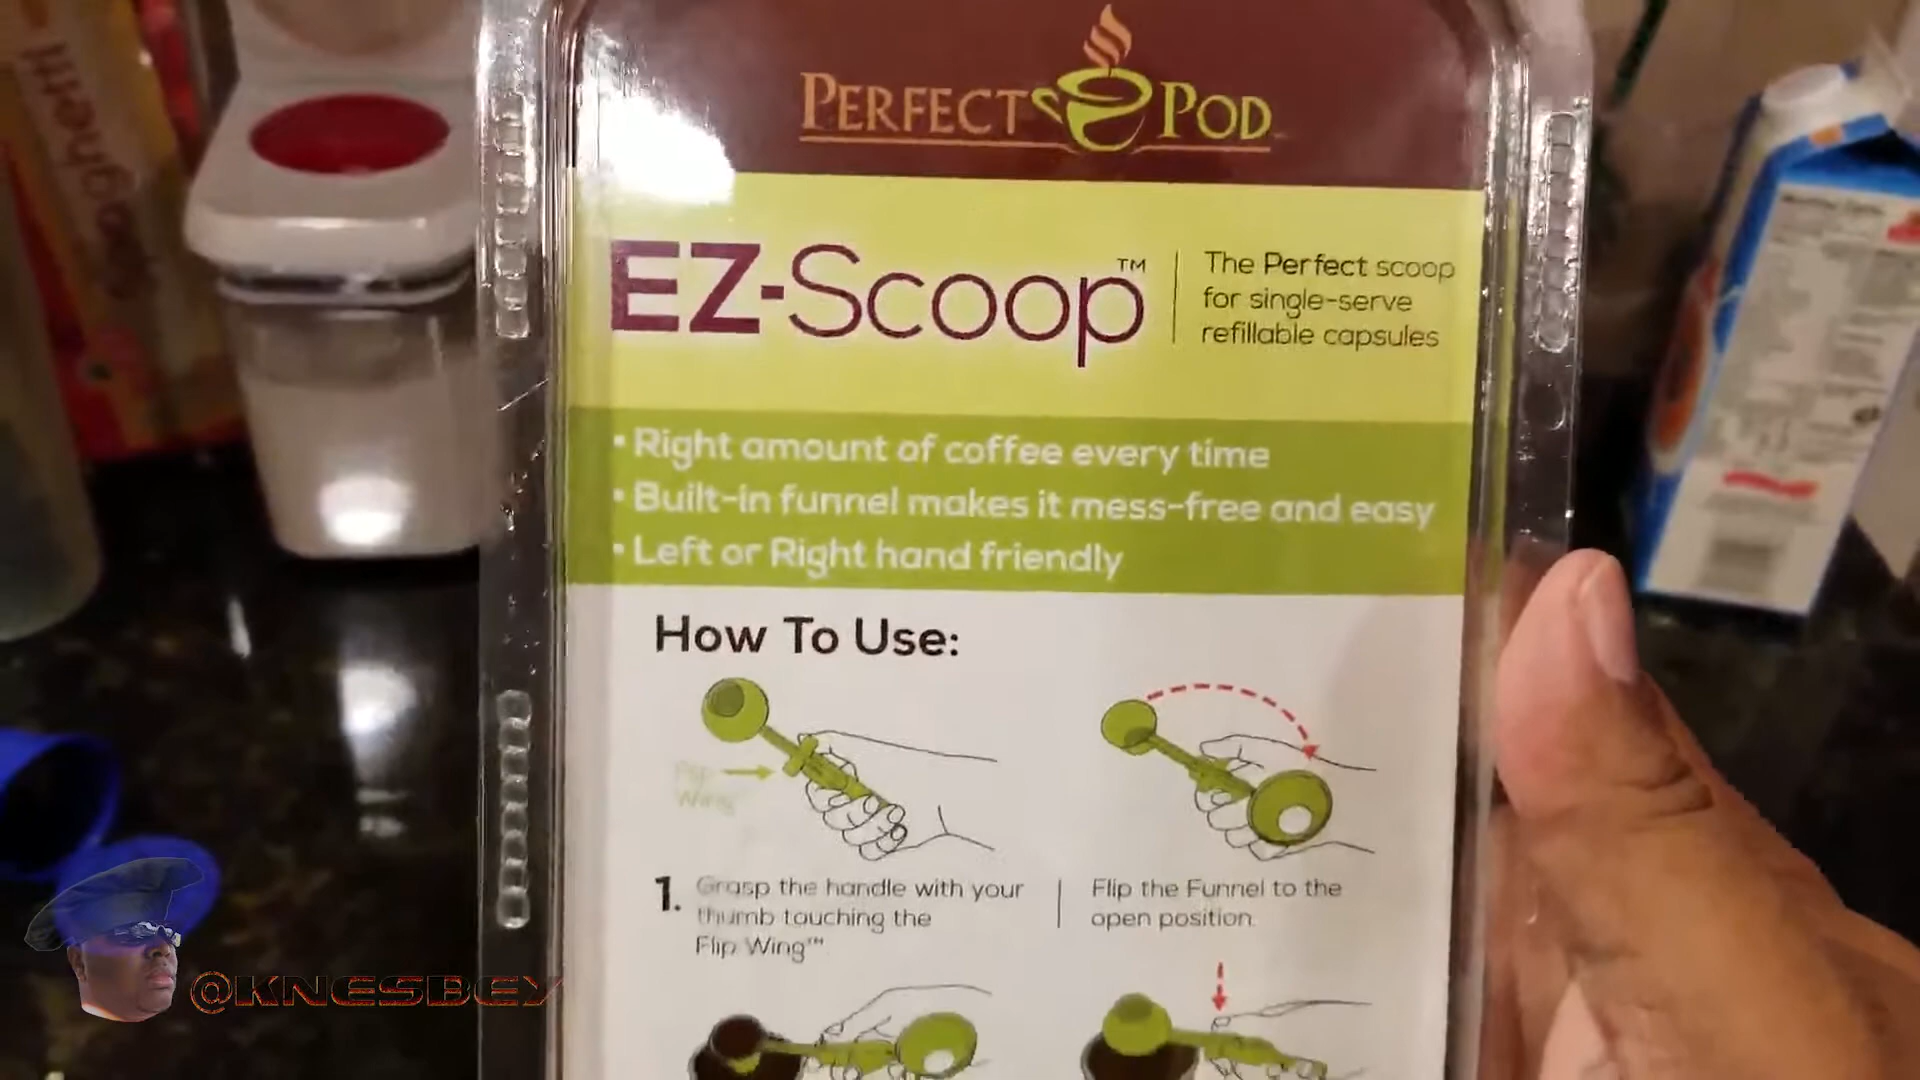 PERFECT POD
EZ-Scoop™
The Perfect scoop
for single-serve
refillable capsules
• Right amount of coffee every time
• Built-in funnel makes it mess-free and easy
• Left or Right hand friendly
How To Use:
Flip
Wing
1. Grasp the handle with your
thumb touching the
Flip Wing™
Flip the Funnel to the
open position.
@KNESBEY